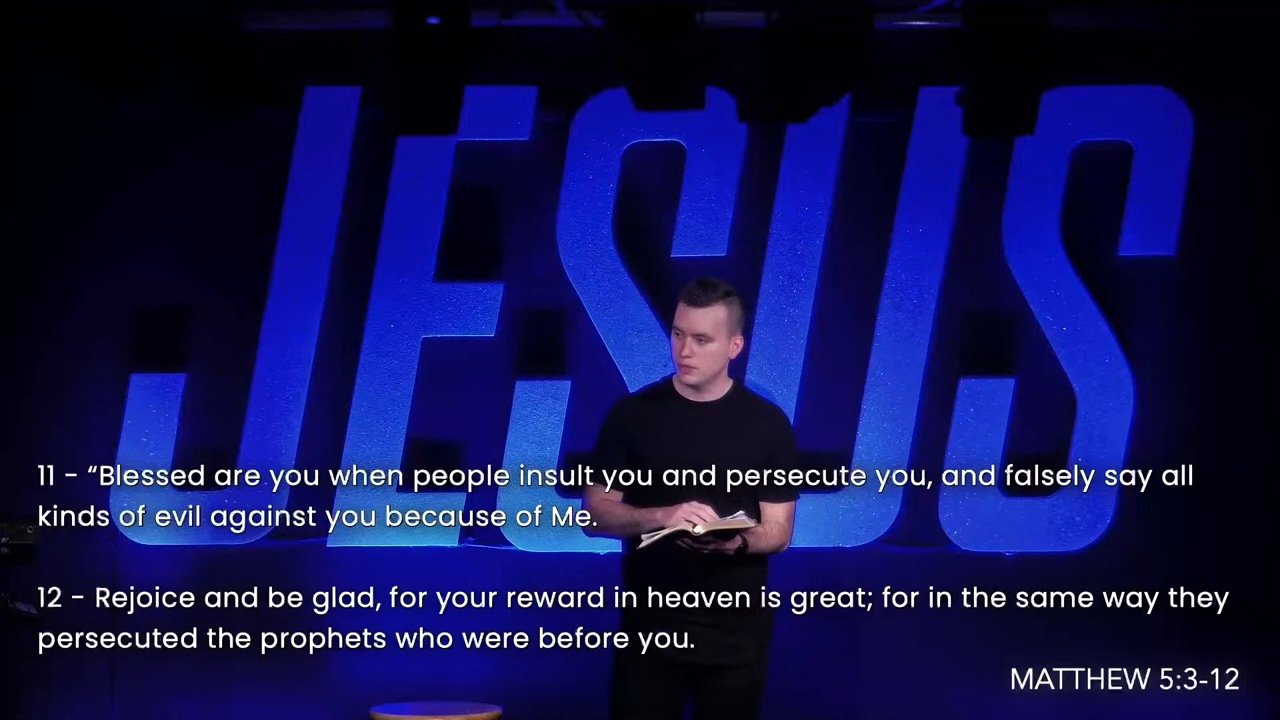 JESUS
11 - “Blessed are you when people insult you and persecute you, and falsely say all
kinds of evil against you because of Me.
12 - Rejoice and be glad, for your reward in heaven is great; for in the same way they
persecuted the prophets who were before you.
MATTHEW 5:3-12